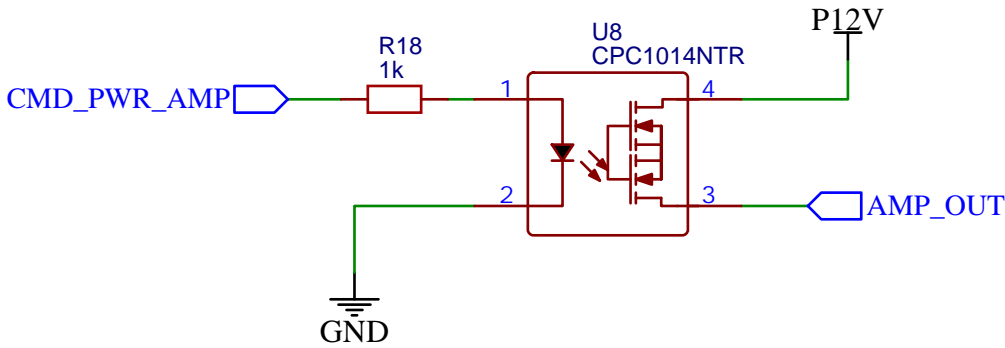 P12V
U8
R18
CPC1014NTR
1k
CMD_PWR_AMP
1
4
2
3
AMP_OUT
GND